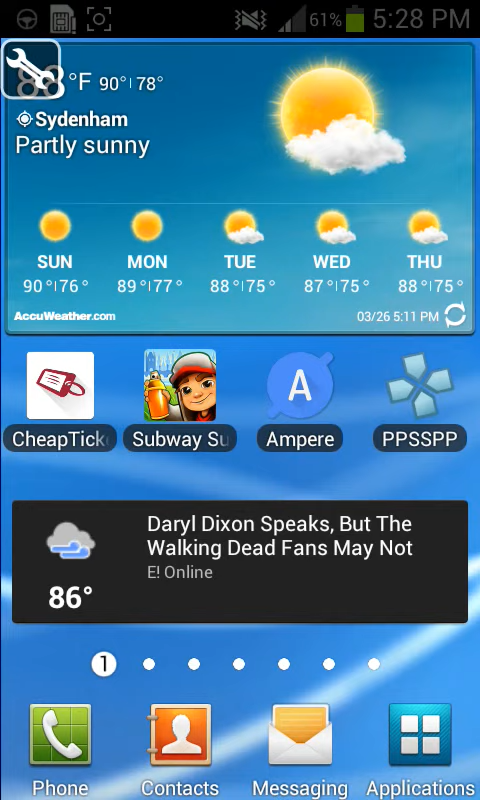 61% 5:28 PM
88°F 90° 78°
Sydenham
Partly sunny
SUN MON TUE WED THU
90° 76° 89° 77° 88° 75° 87° 75° 88° 75°
AccuWeather.com 03/26 5:11 PM
CheapTick Subway Su Ampere PPSSPP
A
Daryl Dixon Speaks, But The
Walking Dead Fans May Not
E! Online
86°
1
Phone Contacts Messaging Applications